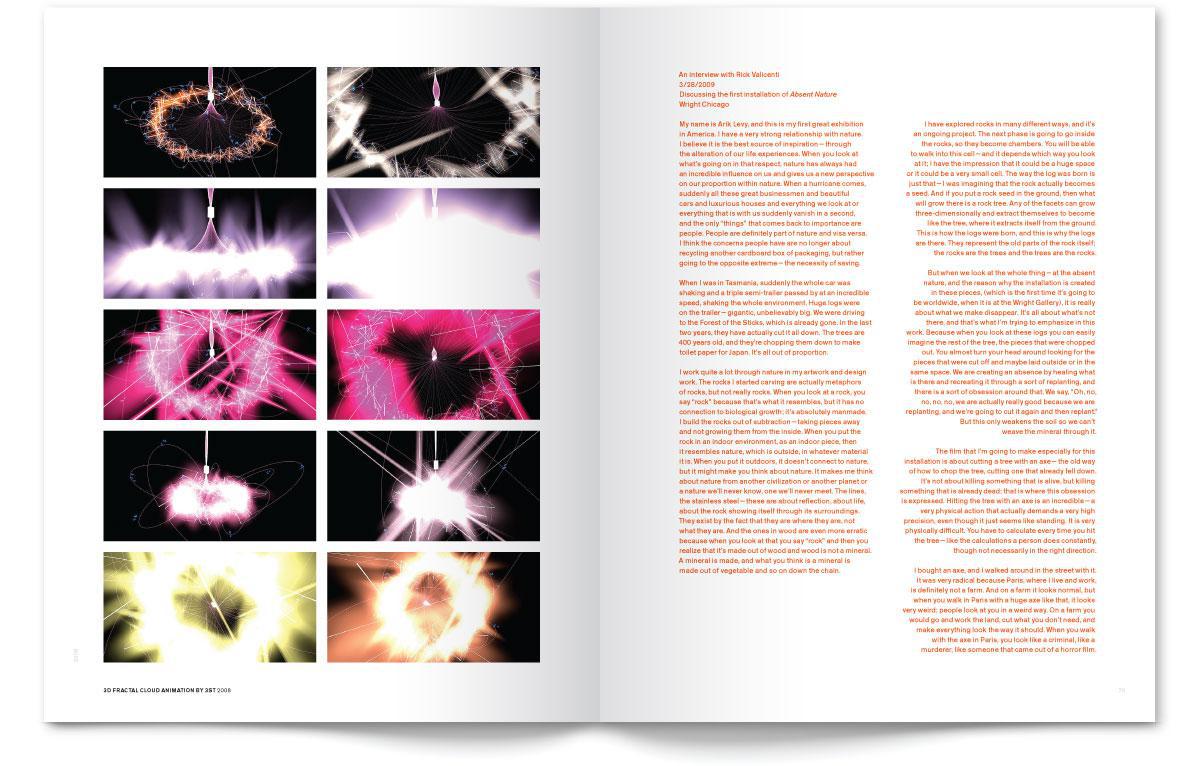 3D FRACTAL CLOUD ANIMATION BY 3ST 2008
An interview with Rick Valicenti
3/28/2009
Discussing the first installation of Absent Nature
Wright Chicago
My name is Arik Levy, and this is my first great exhibition
in America. I have a very strong relationship with nature.
I believe it is the best source of inspiration—through
the alteration of our life experiences. When you look at
what's going on in that respect, nature has always had
an incredible influence on us and gives us a new perspective
on our proportion within nature. When a hurricane comes,
suddenly all these great businessmen and beautiful
cars and luxurious houses and everything we look at or
everything that is with us suddenly vanish in a second,
and the only "things" that comes back to importance are
people. People are definitely part of nature and visa versa.
I think the concerns people have are no longer about
recycling another cardboard box of packaging, but rather
going to the opposite extreme—the necessity of saving.
When I was in Tasmania, suddenly the whole car was
shaking and a triple semi-trailer passed by at an incredible
speed, shaking the whole environment. Huge logs were
on the trailer—gigantic, unbelievably big. We were driving
to the Forest of the Sticks, which is already gone. In the last
two years, they have actually cut it all down. The trees are
400 years old, and they're chopping them down to make
toilet paper for Japan. It's all out of proportion.
I work quite a lot through nature in my artwork and design
work. The rocks I started carving are actually metaphors
of rocks, but not really rocks. When you look at a rock, you
say "rock" because that's what it resembles, but it has no
connection to biological growth; it's absolutely manmade.
I build the rocks out of subtraction—taking pieces away
and not growing them from the inside. When you put the
rock in an indoor environment, as an indoor piece, then
it resembles nature, which is outside, in whatever material
it is. When you put it outdoors, it doesn't connect to nature,
but it might make you think about nature. It makes me think
about nature from another civilization or another planet or
a nature we'll never know, one we'll never meet. The lines,
the stainless steel—these are about reflection, about life,
about the rock showing itself through its surroundings.
They exist by the fact that they are where they are, not
what they are. And the ones in wood are even more erratic
because when you look at that you say "rock" and then you
realize that it's made out of wood and wood is not a mineral.
A mineral is made, and what you think is a mineral is
made out of vegetable and so on down the chain.
I have explored rocks in many different ways, and it's
an ongoing project. The next phase is going to go inside
the rocks, so they become chambers. You will be able
to walk into this cell—and it depends which way you look
at it; I have the impression that it could be a huge space
or it could be a very small cell. The way the log was born is
just that—I was imagining that the rock actually becomes
a seed. And if you put a rock seed in the ground, then what
will grow there is a rock tree. Any of the facets can grow
three-dimensionally and extract themselves to become
like the tree, where it extracts itself from the ground.
This is how the logs were born, and this is why the logs
are there. They represent the old parts of the rock itself;
the rocks are the trees and the trees are the rocks.
But when we look at the whole thing—at the absent
nature, and the reason why the installation is created
in these pieces, (which is the first time it's going to
be worldwide, when it is at the Wright Gallery), it is really
about what we make disappear. It's all about what's not
there, and that's what I'm trying to emphasize in this
work. Because when you look at these logs you can easily
imagine the rest of the tree, the pieces that were chopped
out. You almost turn your head around looking for the
pieces that were cut off and maybe laid outside or in the
same space. We are creating an absence by healing what
is there and recreating it through a sort of replanting, and
there is a sort of obsession around that. We say, "Oh, no,
no, no, no, we are actually really good because we are
replanting, and we're going to cut it again and then replant."
But this only weakens the soil so we can't
weave the mineral through it.
The film that I'm going to make especially for this
installation is about cutting a tree with an axe—the old way
of how to chop the tree, cutting one that already fell down.
It's not about killing something that is alive, but killing
something that is already dead; that is where this obsession
is expressed. Hitting the tree with an axe is an incredible—a
very physical action that actually demands a very high
precision, even though it just seems like standing. It is very
physically difficult. You have to calculate every time you hit
the tree—like the calculations a person does constantly,
though not necessarily in the right direction.
I bought an axe, and I walked around in the street with it.
It was very radical because Paris, where I live and work,
is definitely not a farm. And on a farm it looks normal, but
when you walk in Paris with a huge axe like that, it looks
very weird; people look at you in a weird way. On a farm you
would go and work the land, cut what you don't need, and
make everything look the way it should. When you walk
with the axe in Paris, you look like a criminal, like a
murderer, like someone that came out of a horror film.